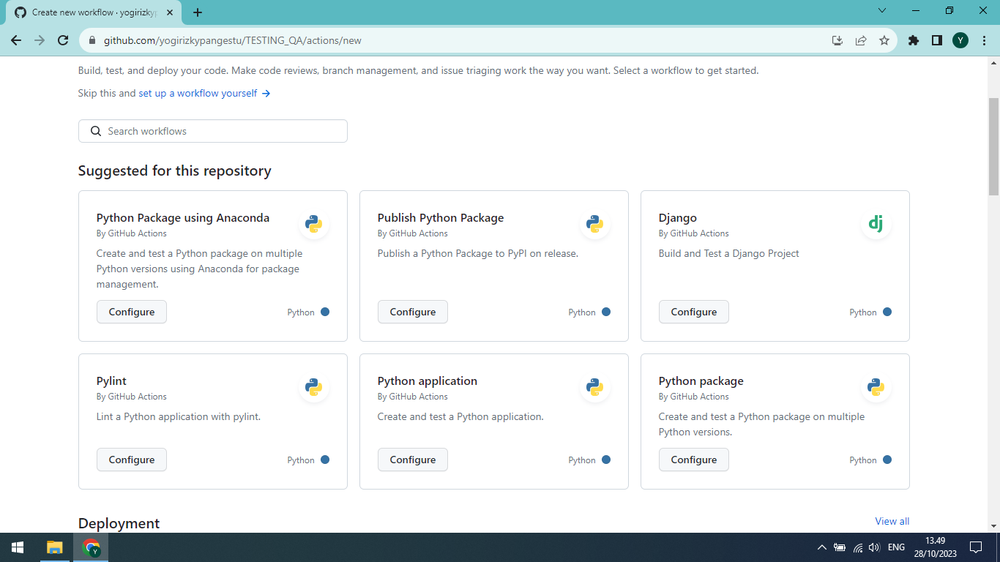 Create new workflow · yogirizkyp
github.com/yogirizkypangestu/TESTING_QA/actions/new
Y
Build, test, and deploy your code. Make code reviews, branch management, and issue triaging work the way you want. Select a workflow to get started.
Skip this and set up a workflow yourself →
Search workflows
Suggested for this repository
Python Package using Anaconda
By GitHub Actions
Create and test a Python package on multiple
Python versions using Anaconda for package
management.
Configure
Python
Publish Python Package
By GitHub Actions
Publish a Python Package to PyPI on release.
Configure
Python
Django
dj
By GitHub Actions
Build and Test a Django Project
Configure
Python
Pylint
By GitHub Actions
Lint a Python application with pylint.
Configure
Python
Python application
By GitHub Actions
Create and test a Python application.
Configure
Python
Python package
By GitHub Actions
Create and test a Python package on multiple
Python versions.
Configure
Python
Deployment
View all
Y
ENG
13.49
28/10/2023